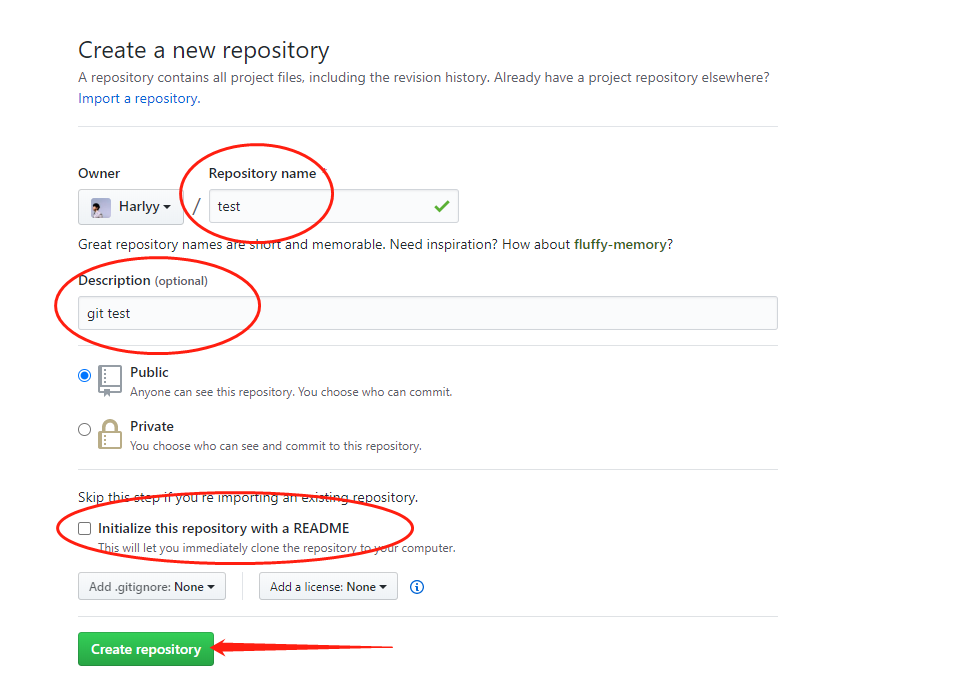 Create a new repository
A repository contains all project files, including the revision history. Already have a project repository elsewhere?
Import a repository.
Owner
Repository name *
Harlyy
/
test
Great repository names are short and memorable. Need inspiration? How about fluffy-memory?
Description (optional)
git test
Public
Anyone can see this repository. You choose who can commit.
Private
You choose who can see and commit to this repository.
Skip this step if you're importing an existing repository.
Initialize this repository with a README
This will let you immediately clone the repository to your computer.
Add .gitignore: None
Add a license: None
Create repository